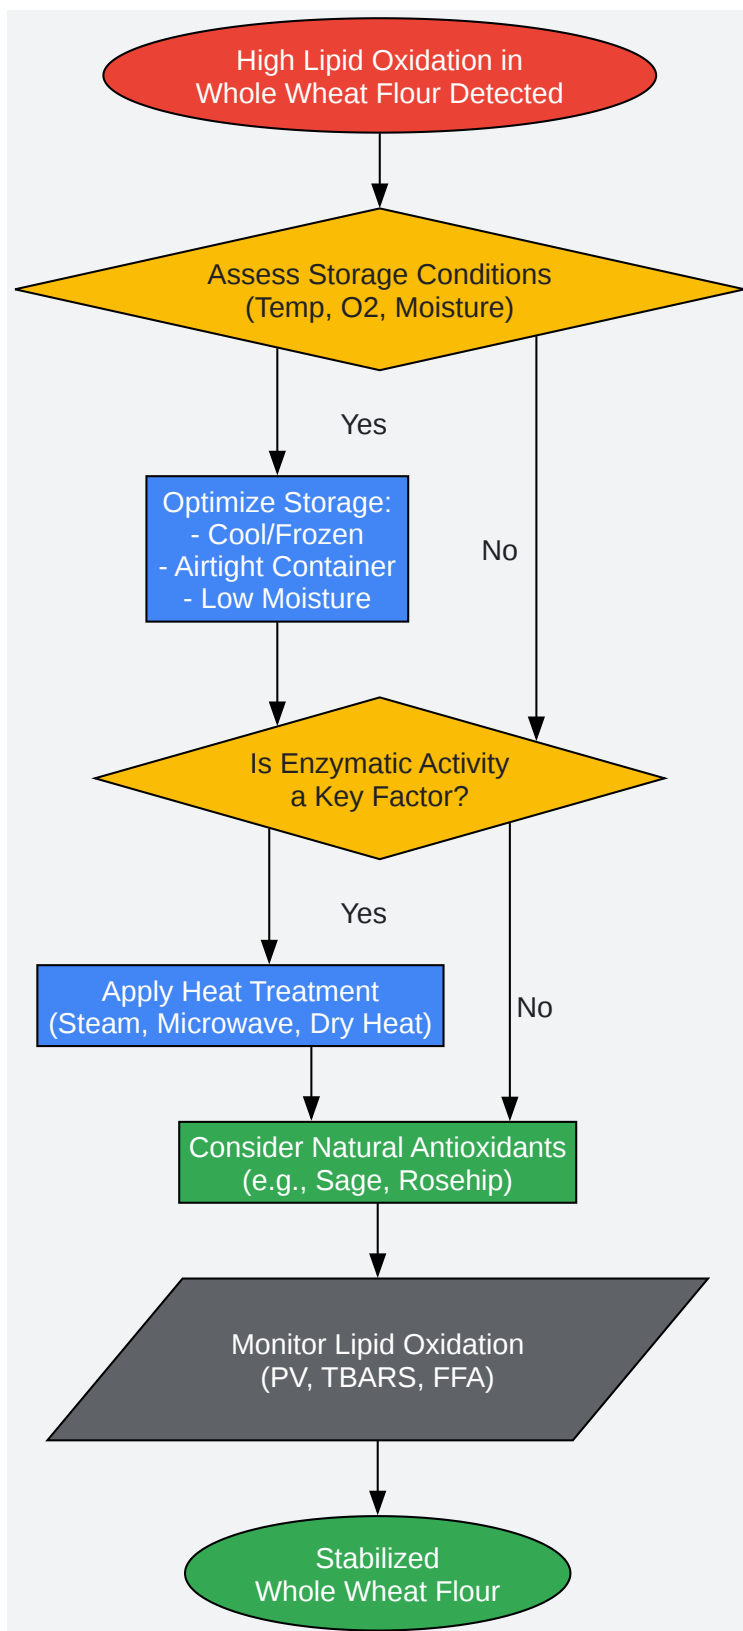 High Lipid Oxidation in
Whole Wheat Flour Detected
Assess Storage Conditions
(Temp, O2, Moisture)
Yes
Optimize Storage:
- Cool/Frozen
- Airtight Container
- Low Moisture
No
Is Enzymatic Activity
a Key Factor?
Yes
Apply Heat Treatment
(Steam, Microwave, Dry Heat)
No
Consider Natural Antioxidants
(e.g., Sage, Rosehip)
Monitor Lipid Oxidation
(PV, TBARS, FFA)
Stabilized
Whole Wheat Flour